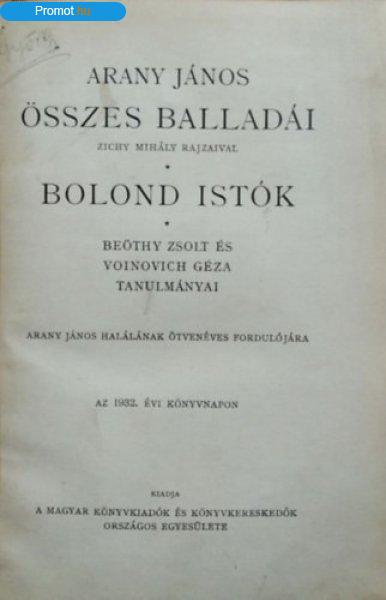 Promot.hu
ARANY JÁNOS
ÖSSZES BALLADÁI
ZICHY MIHÁLY RAJZAIVAL
*
BOLOND ISTÓK
*
BEÖTHY ZSOLT ÉS
VOINOVICH GÉZA
TANULMÁNYAI
ARANY JÁNOS HALÁLÁNAK ÖTVENÉVES FORDULÓJÁRA
AZ 1932. ÉVI KÖNYVNAPON
KIADJA
A MAGYAR KÖNYVKIADÓK ÉS KÖNYVKERESKEDŐK
ORSZÁGOS EGYESÜLETE